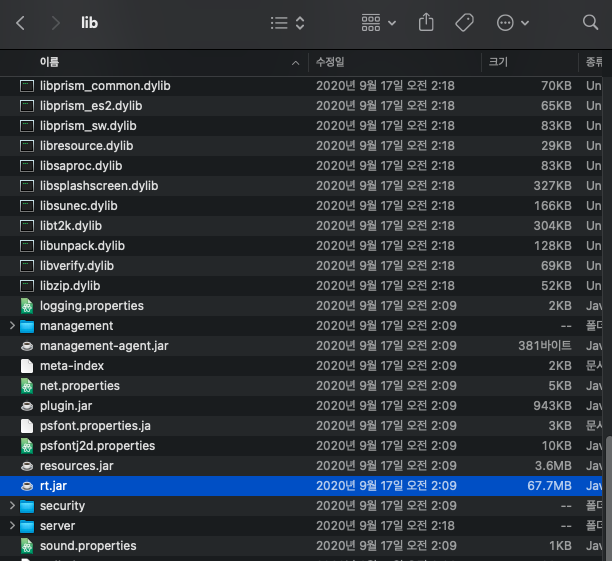 lib
이름 수정일 크기 종류
libprism_common.dylib 2020년 9월 17일 오전 2:18 70KB Un
libprism_es2.dylib 2020년 9월 17일 오전 2:18 65KB Un
libprism_sw.dylib 2020년 9월 17일 오전 2:18 83KB Un
libresource.dylib 2020년 9월 17일 오전 2:18 29KB Un
libsaproc.dylib 2020년 9월 17일 오전 2:18 83KB Un
libsplashscreen.dylib 2020년 9월 17일 오전 2:18 327KB Un
libsunec.dylib 2020년 9월 17일 오전 2:18 166KB Un
libt2k.dylib 2020년 9월 17일 오전 2:18 304KB Un
libunpack.dylib 2020년 9월 17일 오전 2:18 128KB Un
libverify.dylib 2020년 9월 17일 오전 2:18 69KB Un
libzip.dylib 2020년 9월 17일 오전 2:18 52KB Un
logging.properties 2020년 9월 17일 오전 2:09 2KB Jav
management 2020년 9월 17일 오전 2:09 -- 폴더
management-agent.jar 2020년 9월 17일 오전 2:09 381바이트 Jav
meta-index 2020년 9월 17일 오전 2:09 2KB 문서
net.properties 2020년 9월 17일 오전 2:09 5KB Jav
plugin.jar 2020년 9월 17일 오전 2:09 943KB Jav
psfont.properties.ja 2020년 9월 17일 오전 2:09 3KB 문서
psfontj2d.properties 2020년 9월 17일 오전 2:09 10KB Jav
resources.jar 2020년 9월 17일 오전 2:09 3.6MB Jav
rt.jar 2020년 9월 17일 오전 2:09 67.7MB Jav
security 2020년 9월 17일 오전 2:09 -- 폴더
server 2020년 9월 17일 오전 2:18 -- 폴더
sound.properties 2020년 9월 17일 오전 2:09 1KB Jav